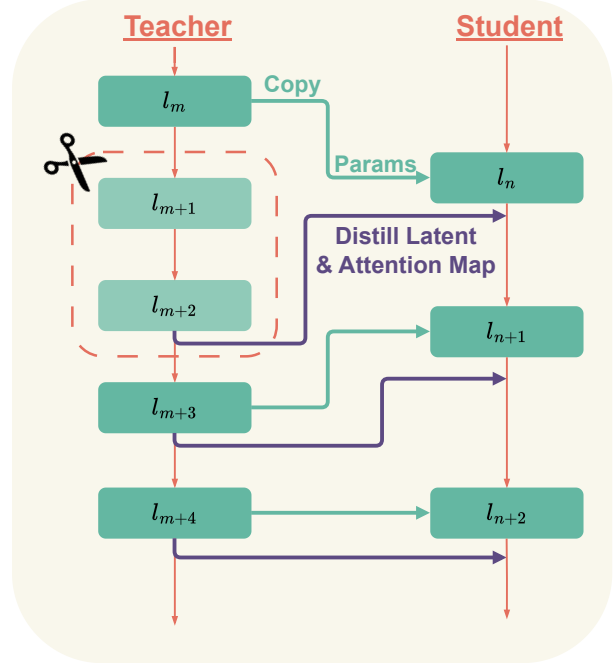 Teacher
Student
l_m
Copy
Params
l_n
l_{m+1}
Distill Latent
& Attention Map
l_{m+2}
l_{n+1}
l_{m+3}
l_{m+4}
l_{n+2}